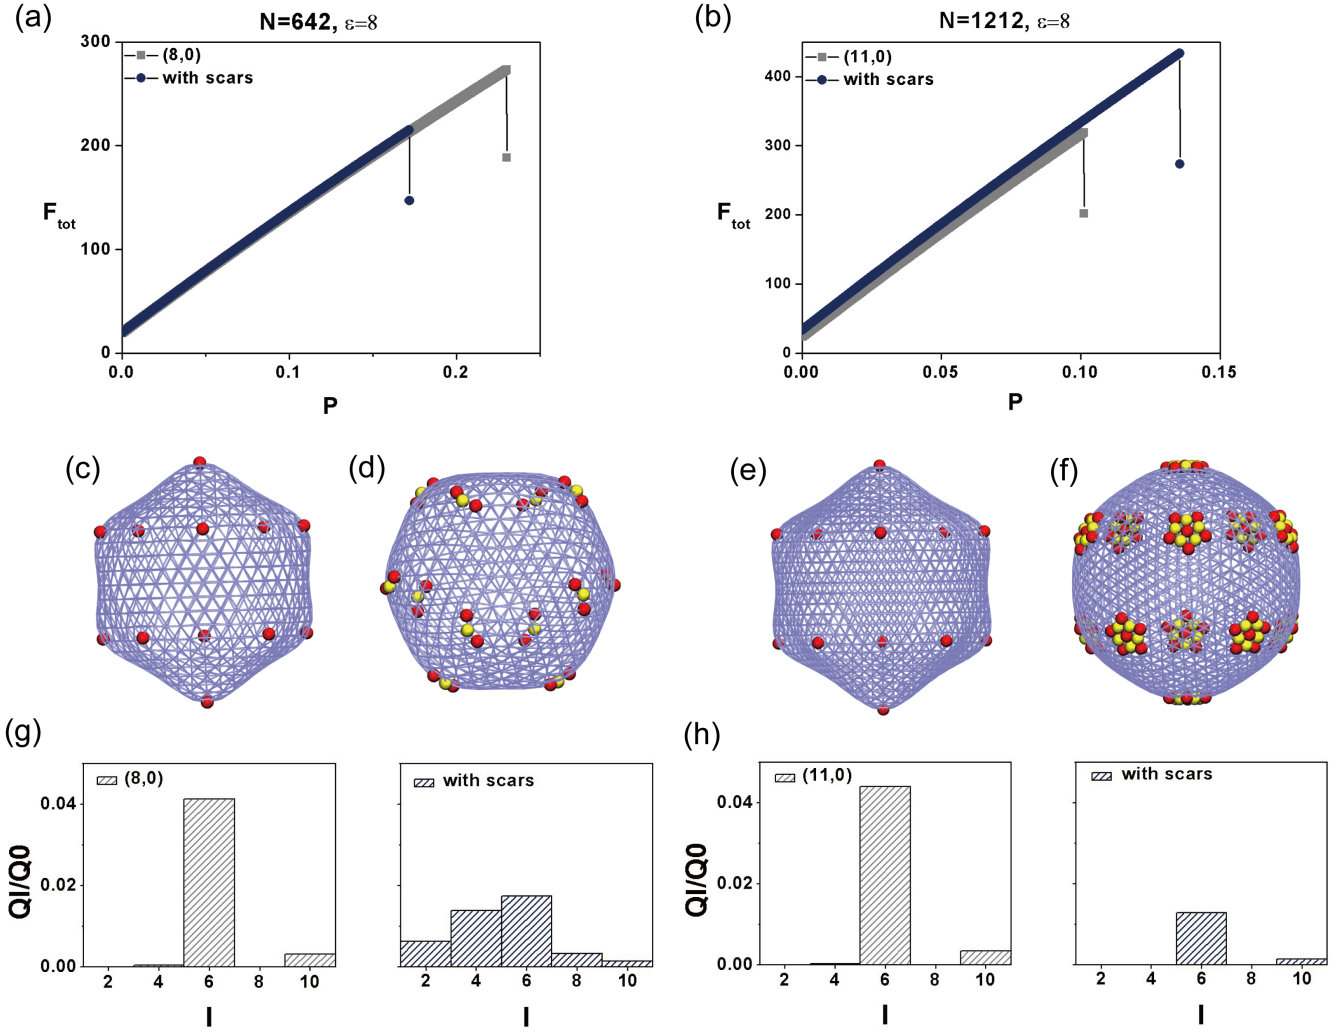 (a)
N=642, ε=8
300
200
100
0
F_tot
(8,0)
with scars
0.0
0.1
0.2
P
(b)
N=1212, ε=8
400
300
200
100
0
F_tot
(11,0)
with scars
0.00
0.05
0.10
0.15
P
(c)
(d)
(e)
(f)
(g)
Ql/Q0
0.04
0.02
0.00
(8,0)
2 4 6 8 10
I
with scars
2 4 6 8 10
I
(h)
Ql/Q0
0.04
0.02
0.00
(11,0)
2 4 6 8 10
I
with scars
2 4 6 8 10
I